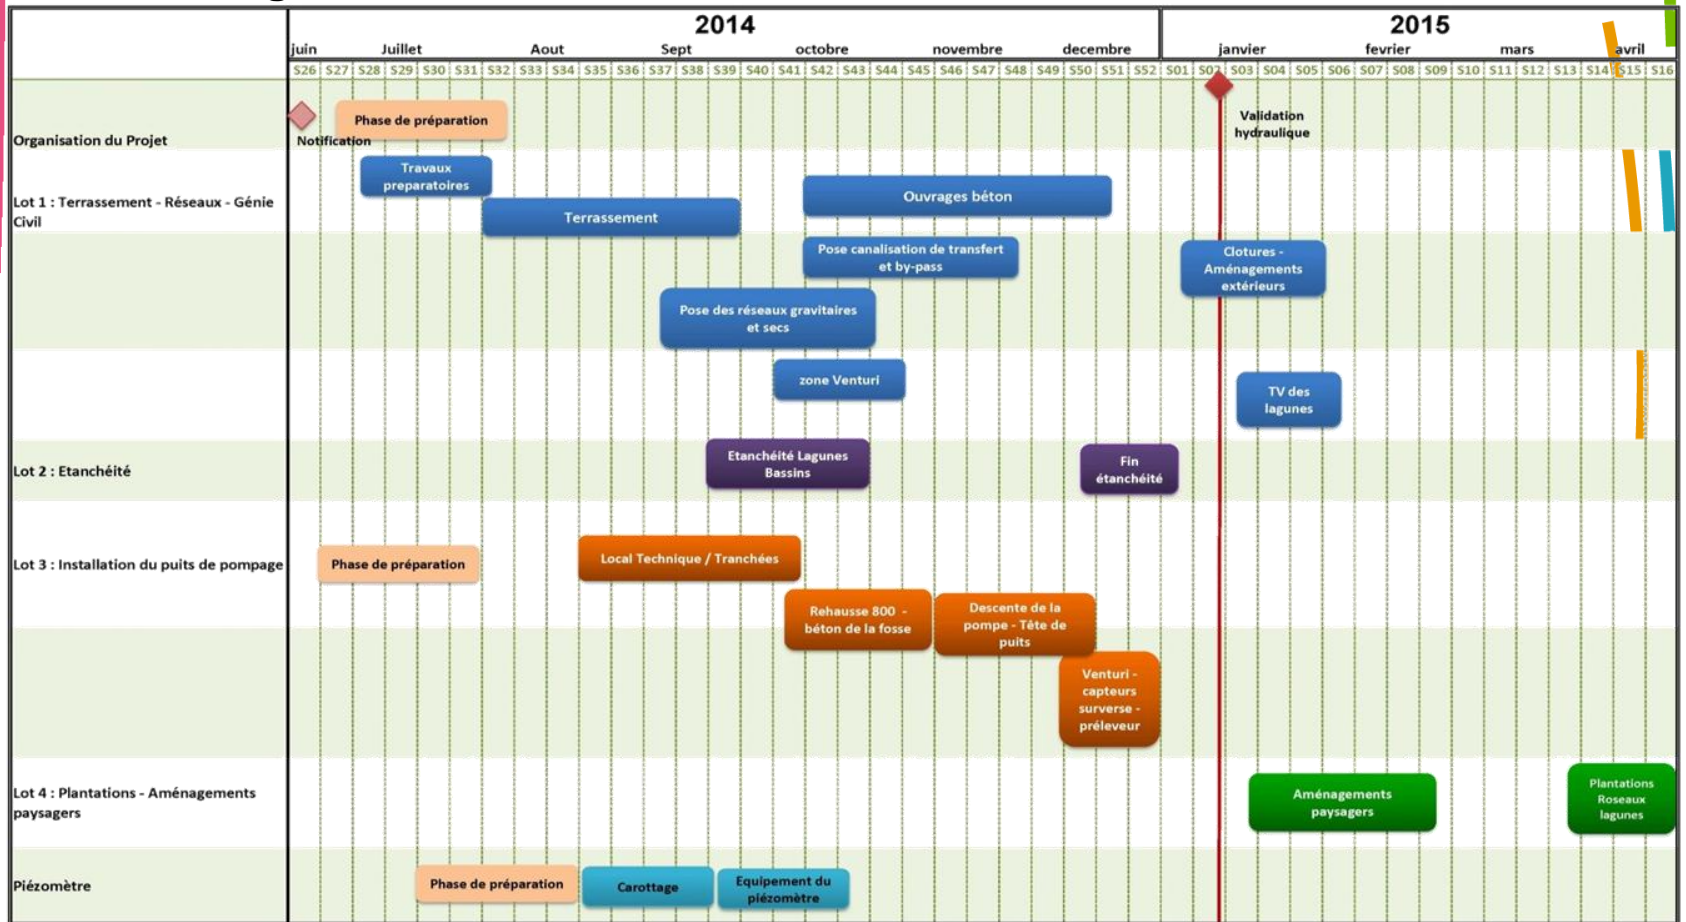 2014
2015
juin Juillet Aout Sept octobre novembre decembre janvier fevrier mars avril
S26 S27 S28 S29 S30 S31 S32 S33 S34 S35 S36 S37 S38 S39 S40 S41 S42 S43 S44 S45 S46 S47 S48 S49 S50 S51 S52 S01 S02 S03 S04 S05 S06 S07 S08 S09 S10 S11 S12 S13 S14 S15 S16
Organisation du Projet
Notification
Phase de préparation
Validation
hydraulique
Lot 1 : Terrassement - Réseaux - Génie
Civil
Travaux
preparatoires
Terrassement
Ouvrages béton
Pose canalisation de transfert
et by-pass
Clotures -
Aménagements
extérieurs
Pose des réseaux gravitaires
et secs
zone Venturi
TV des
lagunes
Lot 2 : Etanchéité
Etanchéité Lagunes
Bassins
Fin
étanchéité
Lot 3 : Installation du puits de pompage
Phase de préparation
Local Technique / Tranchées
Rehausse 800 -
béton de la fosse
Descente de la
pompe - Tête de
puits
Venturi -
capteurs
surverse -
préleveur
Lot 4 : Plantations - Aménagements
paysagers
Aménagements
paysagers
Plantations
Roseaux
lagunes
Piézomètre
Phase de préparation
Carottage
Equipement du
piézomètre